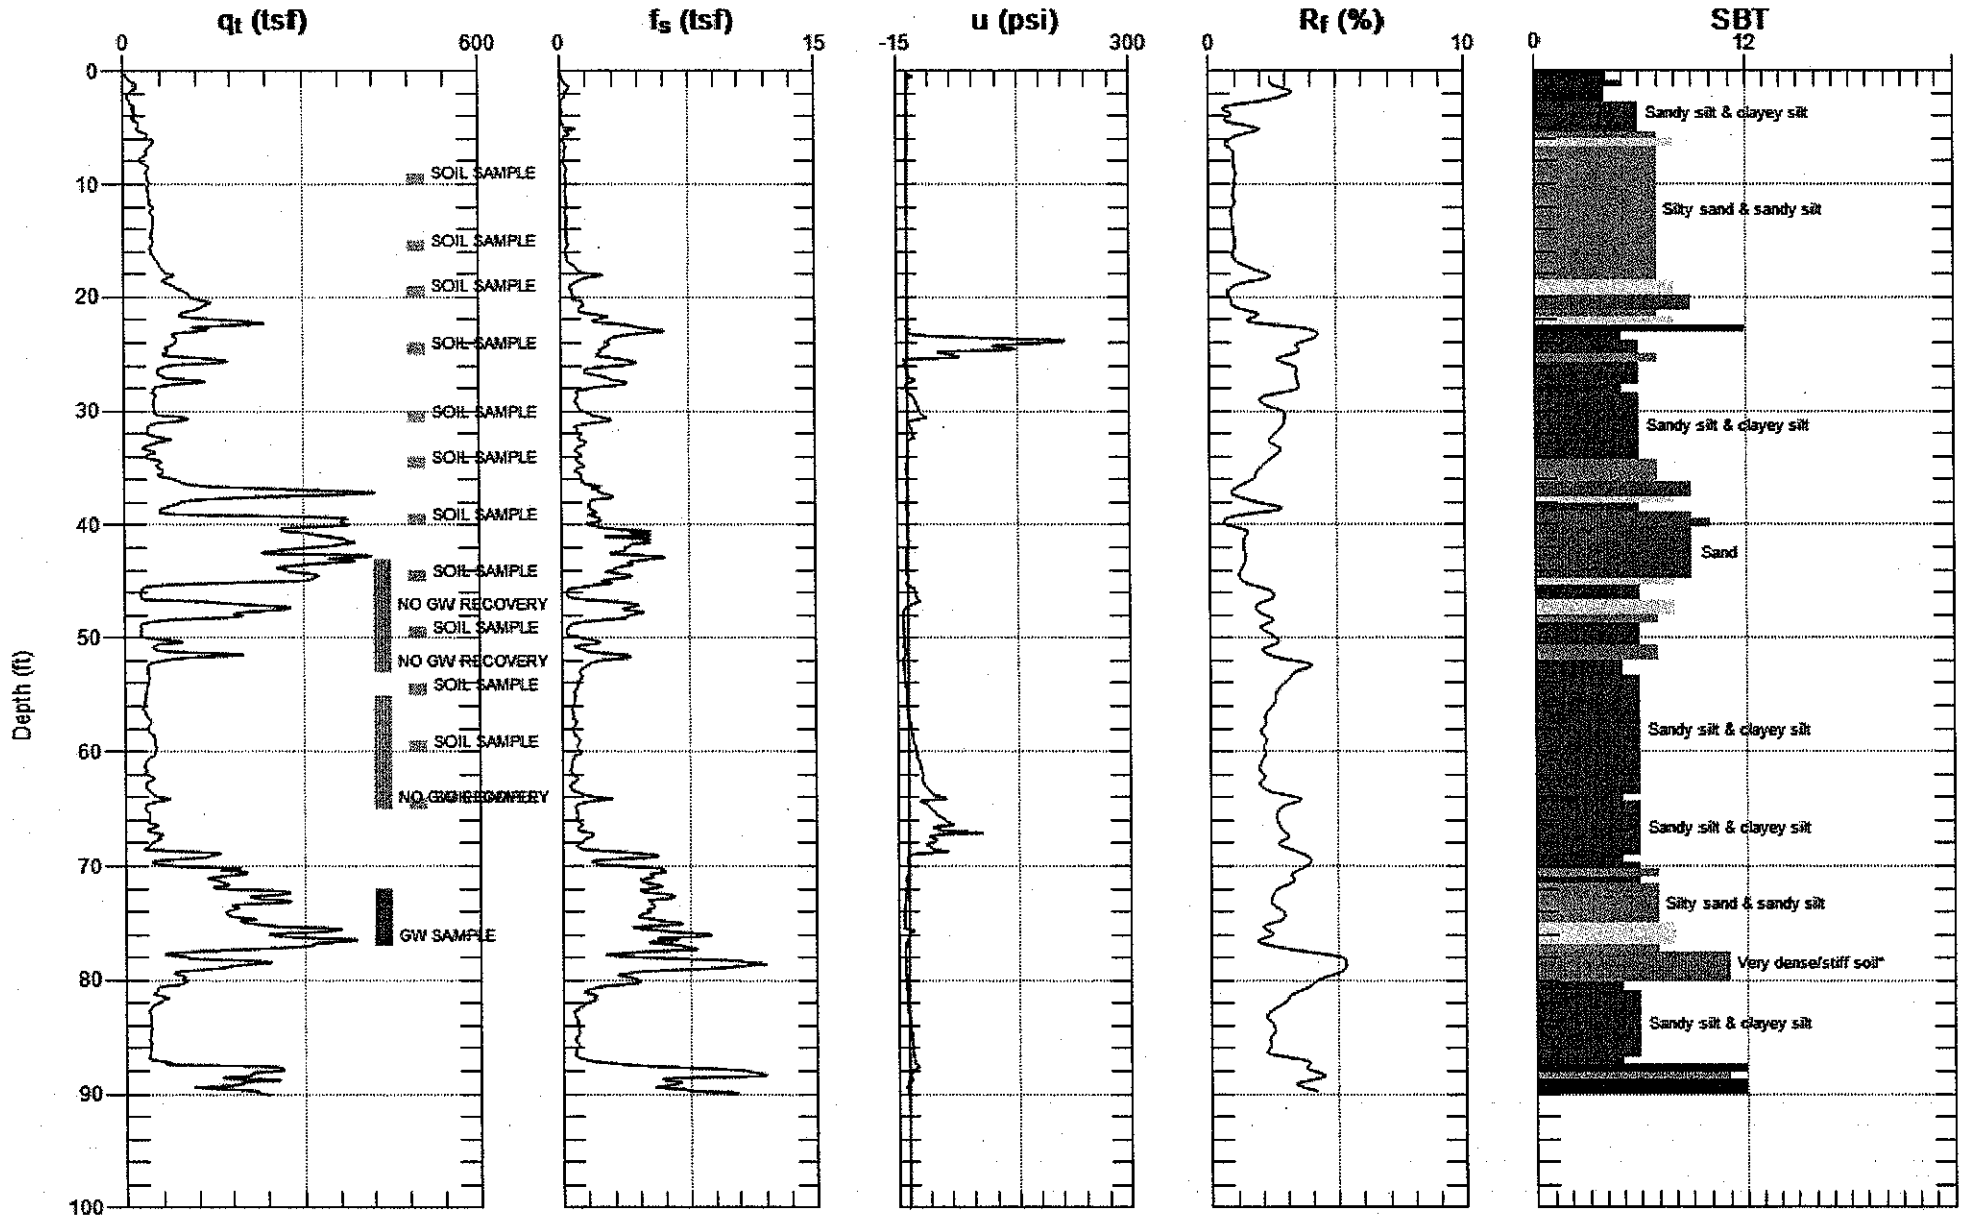 qt (tsf) fs (tsf) u (psi) Rf (%) SBT
0 600 0 15 -15 300 0 10 0 12
0
Sandy silt & clayey silt
SOIL SAMPLE
10
Silty sand & sandy silt
SOIL SAMPLE
SOIL SAMPLE
20
SOIL SAMPLE
30
SOIL SAMPLE
Sandy silt & clayey silt
SOIL SAMPLE
SOIL SAMPLE
40
Sand
SOIL SAMPLE
NO GW RECOVERY
SOIL SAMPLE
50
NO GW RECOVERY
SOIL SAMPLE
Depth (ft)
Sandy silt & clayey silt
SOIL SAMPLE
60
NO GW RECOVERY
Sandy silt & clayey silt
70
Silty sand & sandy silt
GW SAMPLE
Very dense/stiff soil*
80
Sandy silt & clayey silt
90
100